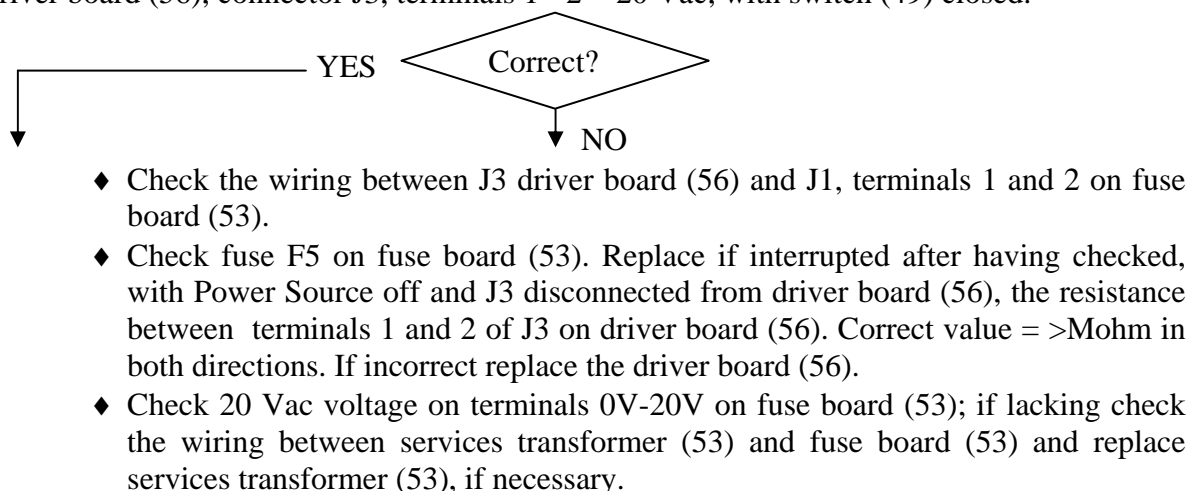 driver board (56), connector J3, terminals 1 – 2 = 20 Vac, with switch (49) closed.
YES
Correct?
NO
♦ Check the wiring between J3 driver board (56) and J1, terminals 1 and 2 on fuse
board (53).
♦ Check fuse F5 on fuse board (53). Replace if interrupted after having checked,
with Power Source off and J3 disconnected from driver board (56), the resistance
between terminals 1 and 2 of J3 on driver board (56). Correct value = >Mohm in
both directions. If incorrect replace the driver board (56).
♦ Check 20 Vac voltage on terminals 0V-20V on fuse board (53); if lacking check
the wiring between services transformer (53) and fuse board (53) and replace
services transformer (53), if necessary.